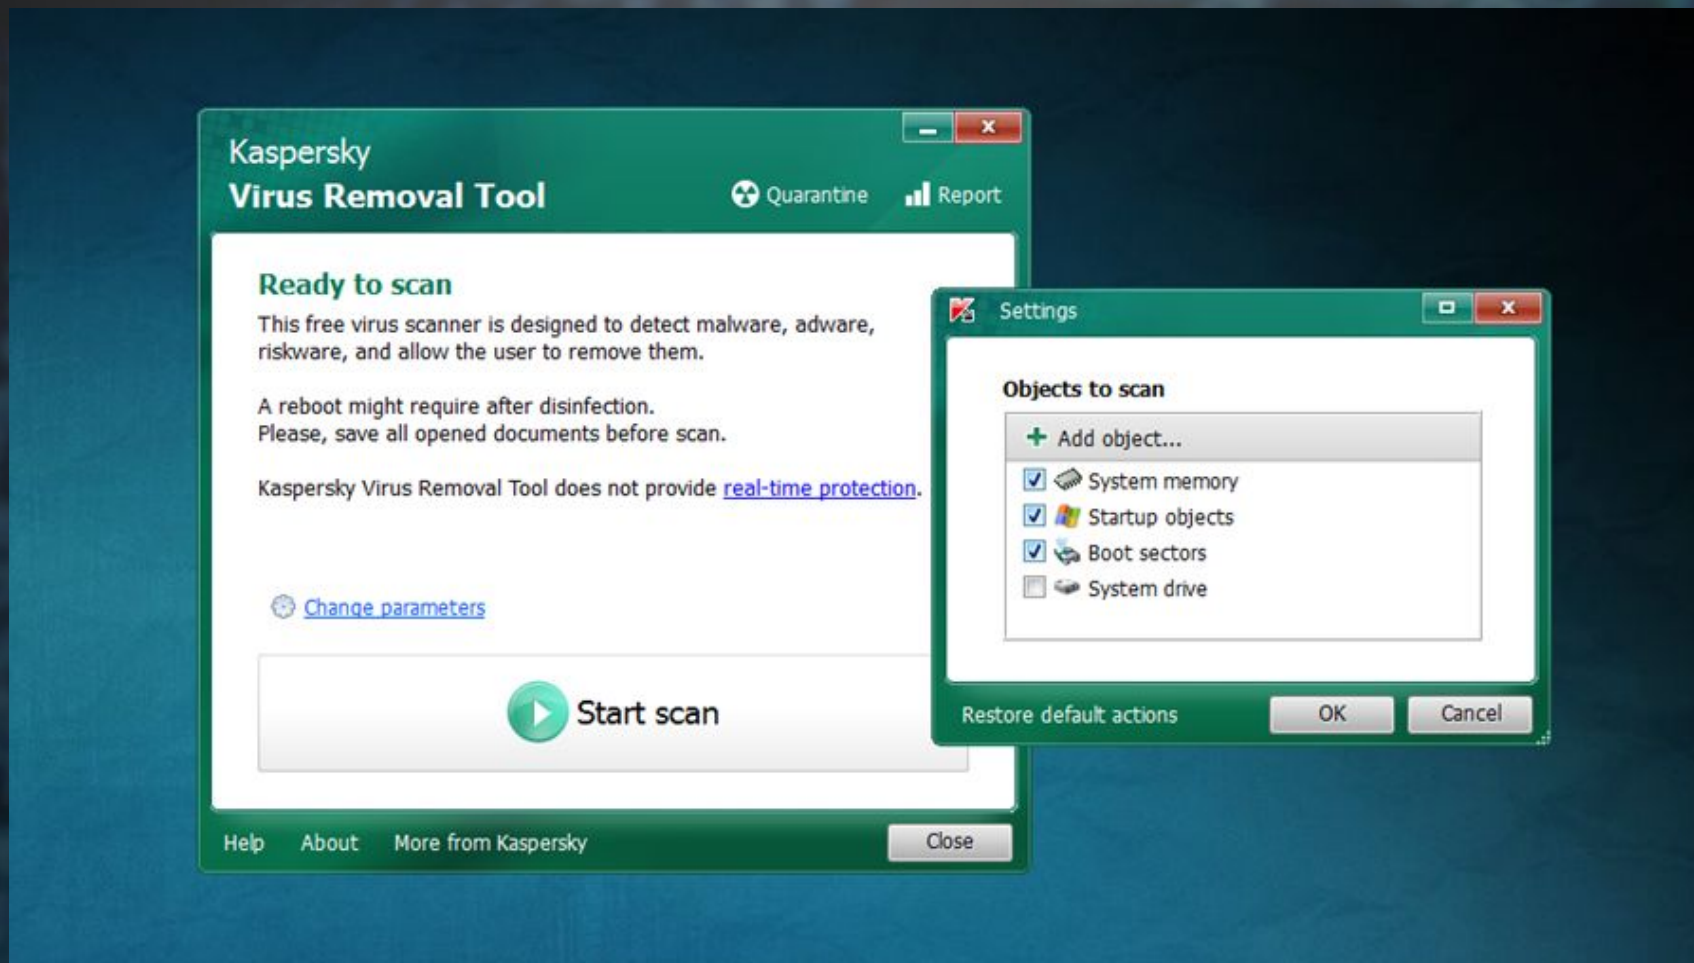 Kaspersky
Virus Removal Tool
Quarantine
Report
Ready to scan
This free virus scanner is designed to detect malware, adware,
riskware, and allow the user to remove them.
A reboot might require after disinfection.
Please, save all opened documents before scan.
Kaspersky Virus Removal Tool does not provide real-time protection.
Change parameters
Start scan
Help About More from Kaspersky
Close
Settings
Objects to scan
Add object...
System memory
Startup objects
Boot sectors
System drive
Restore default actions
OK
Cancel